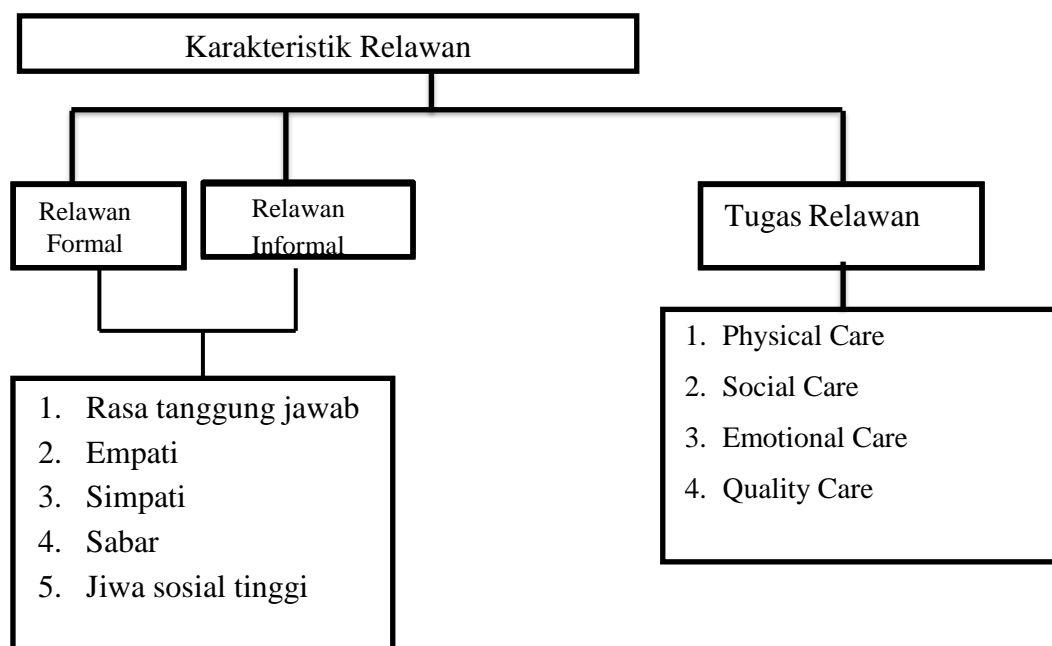 Karakteristik Relawan
Relawan
Formal
Relawan
Informal
Tugas Relawan
1. Rasa tanggung jawab
2. Empati
3. Simpati
4. Sabar
5. Jiwa sosial tinggi
1. Physical Care
2. Social Care
3. Emotional Care
4. Quality Care